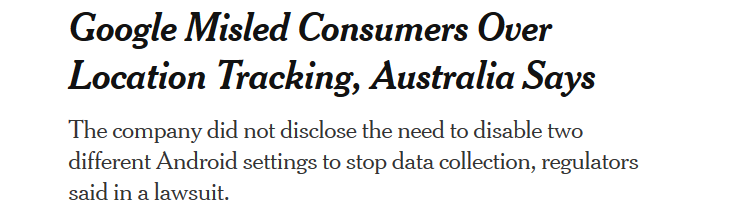 Google Misled Consumers Over
Location Tracking, Australia Says
The company did not disclose the need to disable two
different Android settings to stop data collection, regulators
said in a lawsuit.